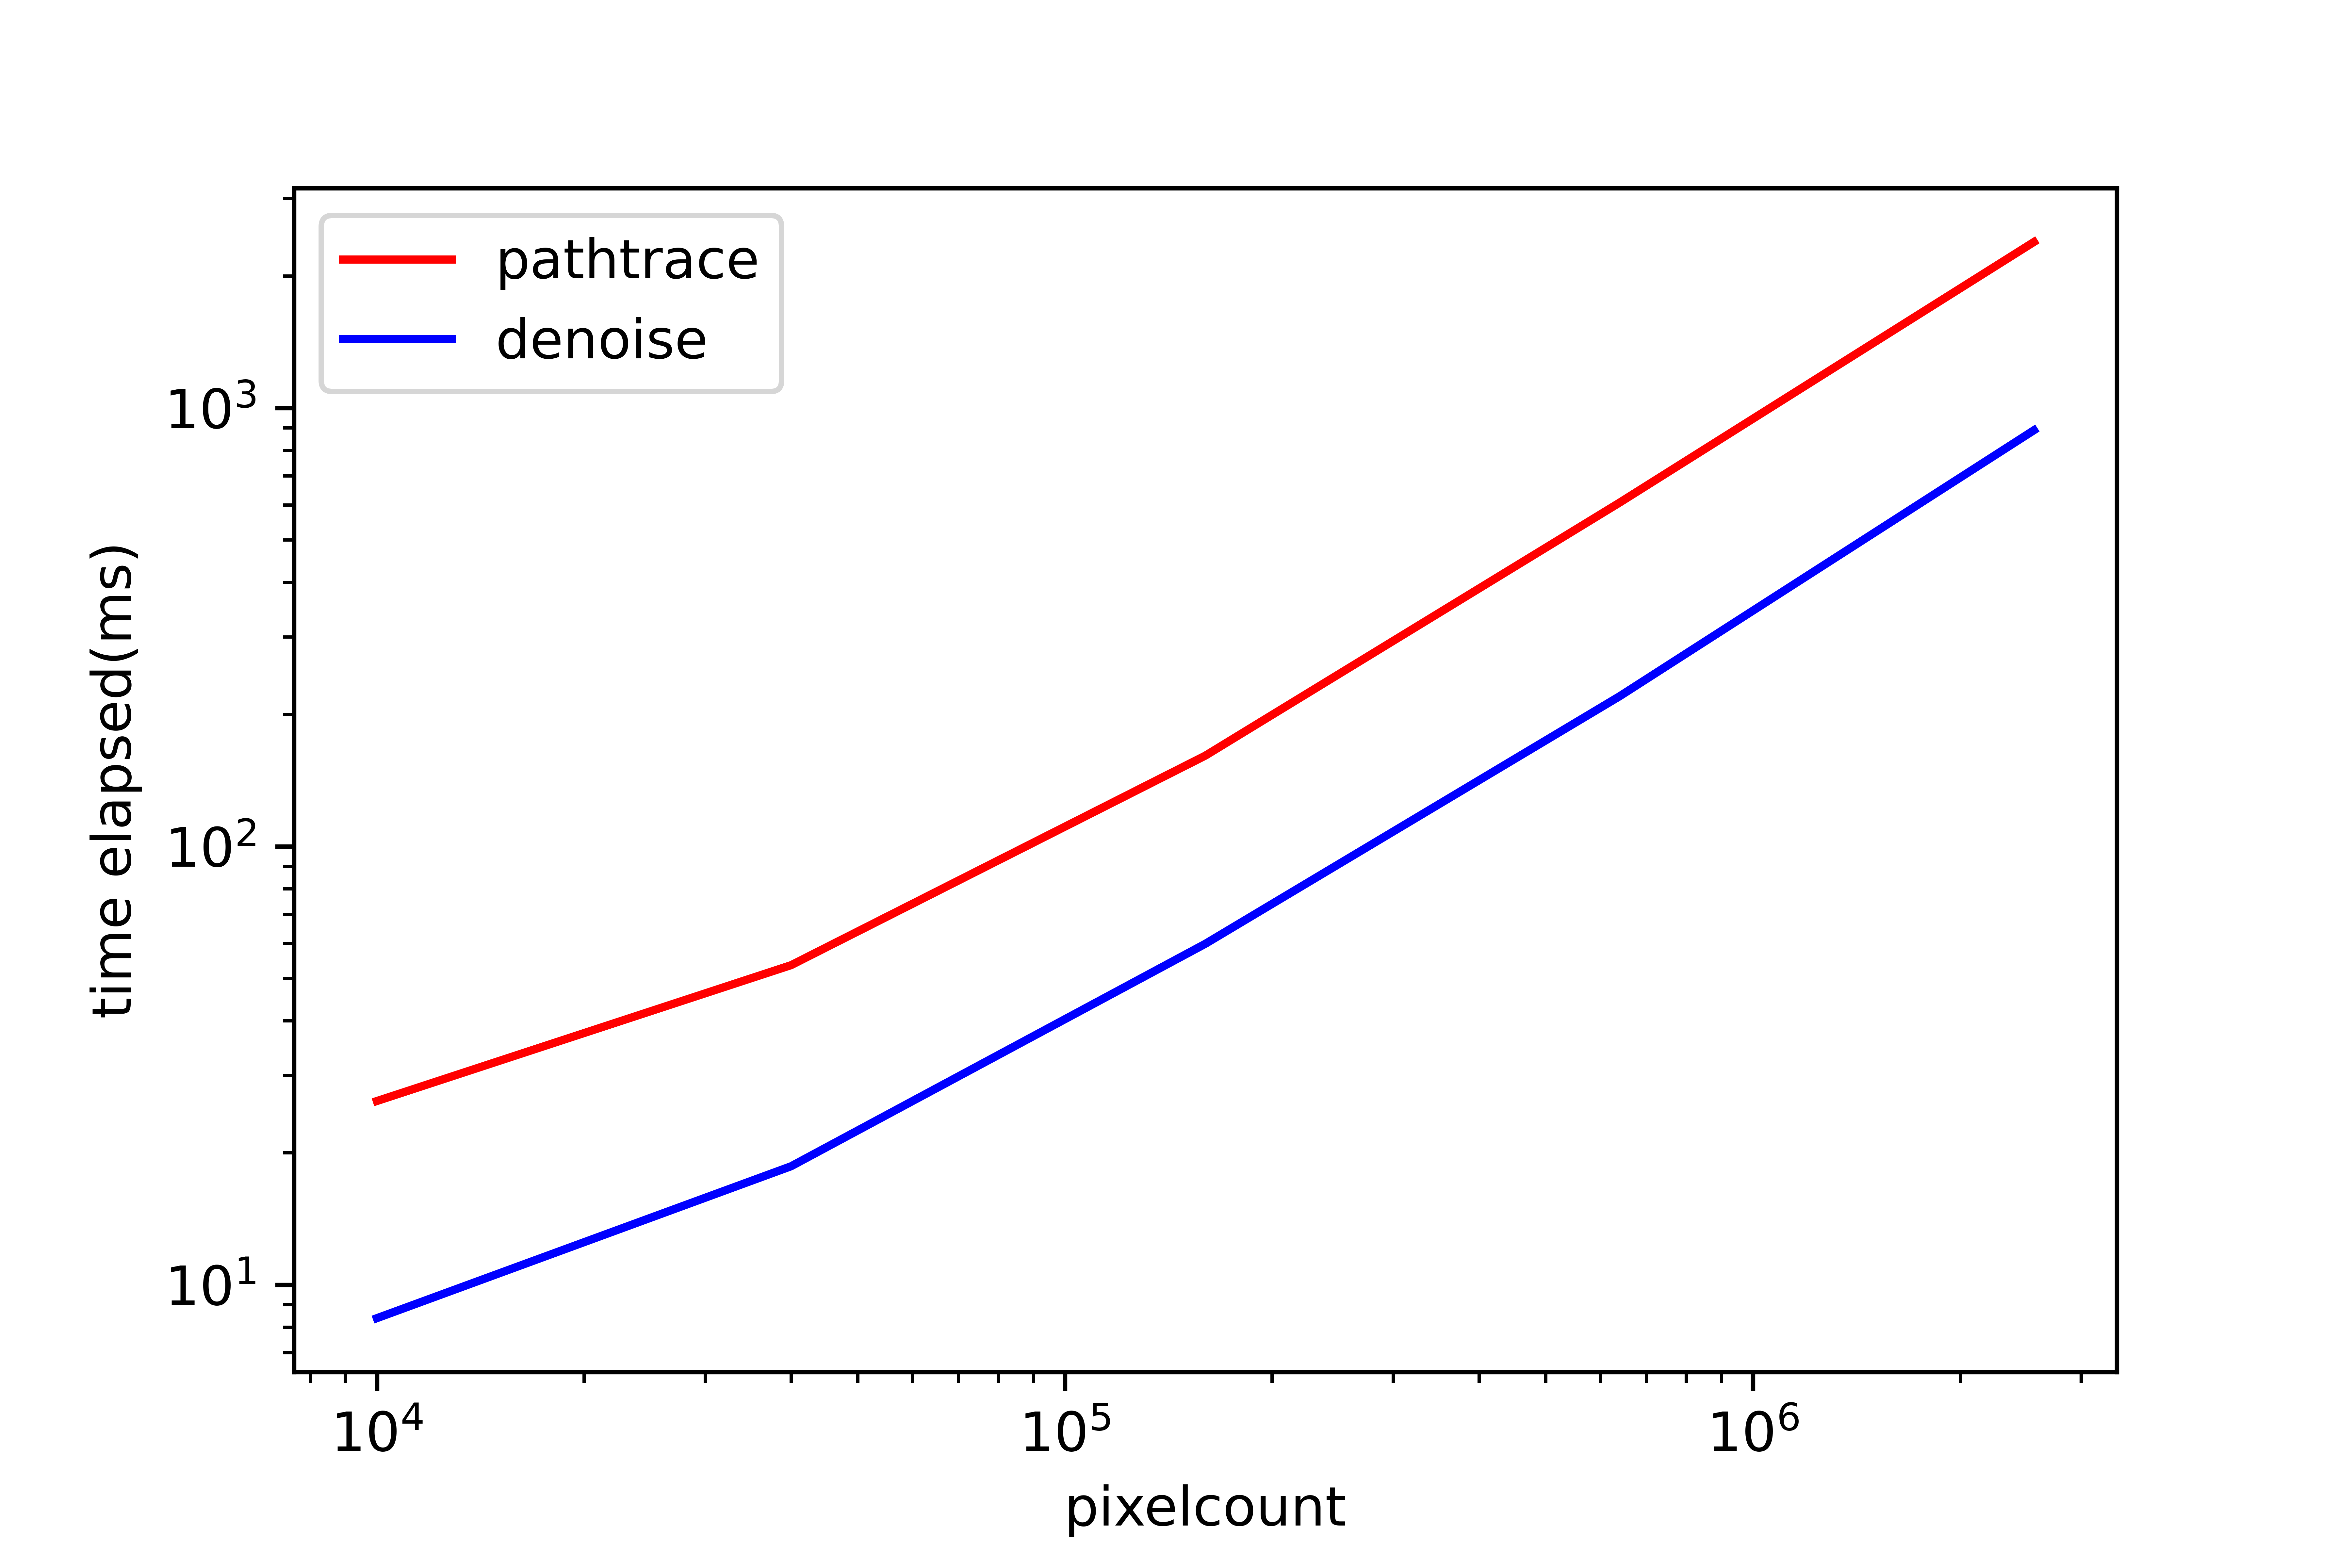 pathtrace
denoise
10³
10²
10¹
time elapsed(ms)
10⁴ 10⁵ 10⁶
pixelcount